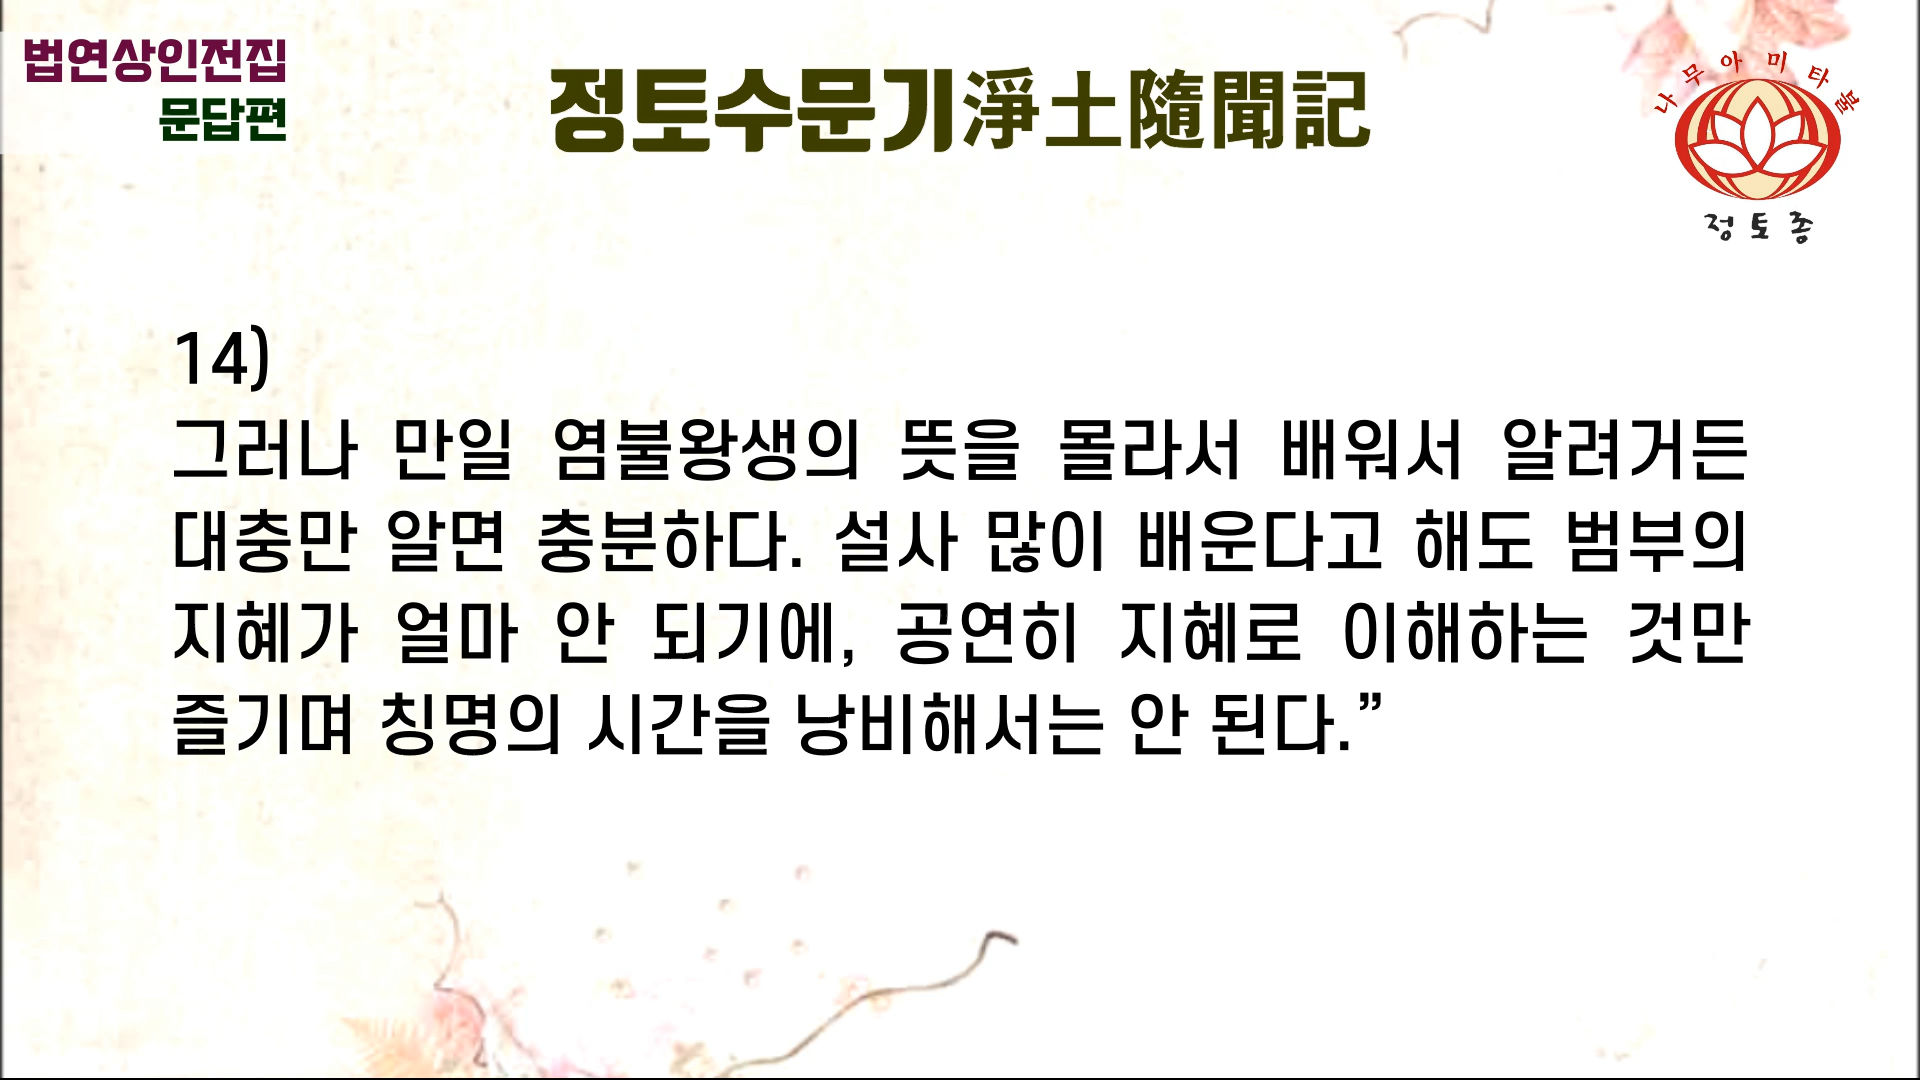 법연상인전집
문답편
정토수문기淨土隨聞記
나무아미타불
정토종
14)
그러나 만일 염불왕생의 뜻을 몰라서 배워서 알려거든
대충만 알면 충분하다. 설사 많이 배운다고 해도 범부의
지혜가 얼마 안 되기에, 공연히 지혜로 이해하는 것만
즐기며 칭명의 시간을 낭비해서는 안 된다.”